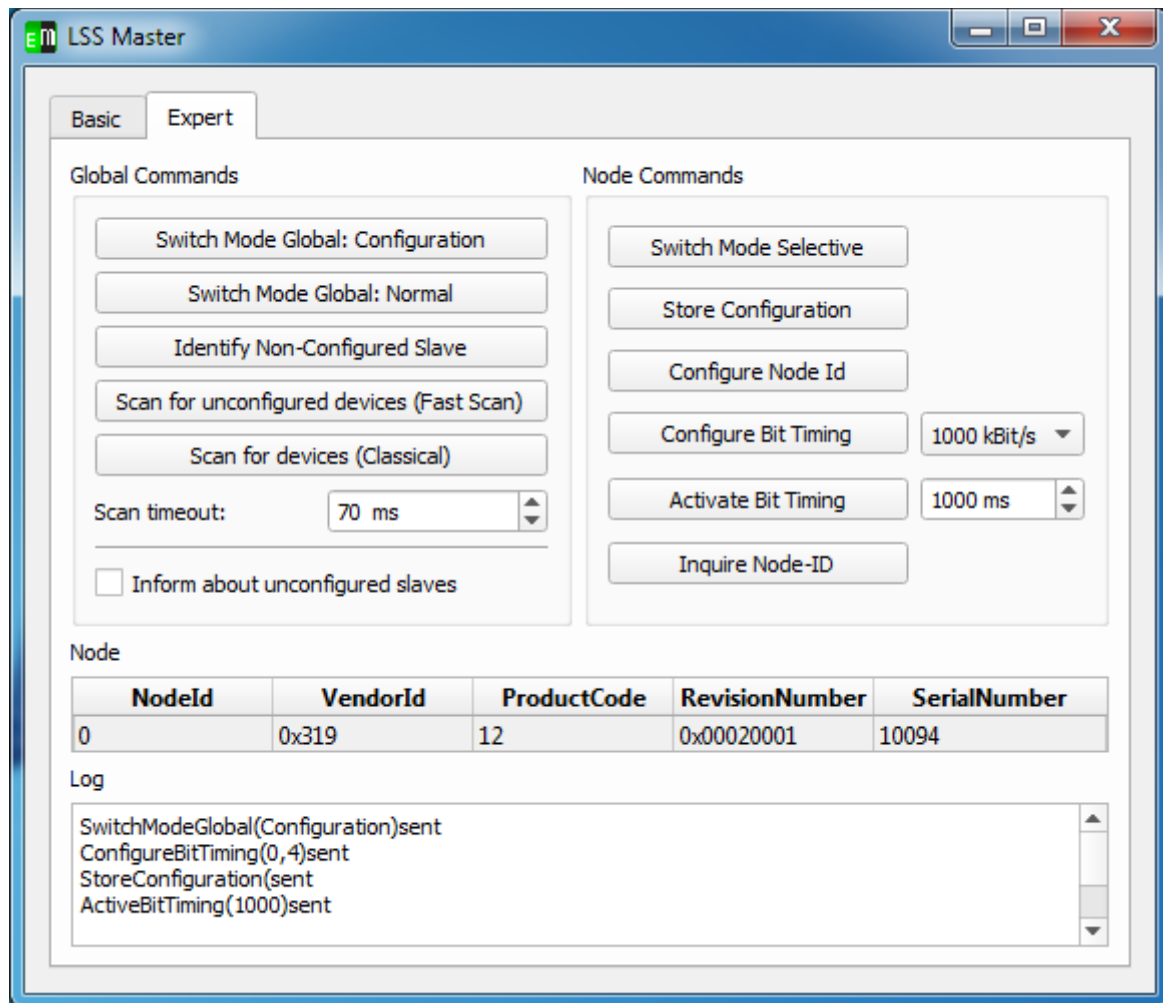 EM LSS Master
Basic
Expert
Global Commands
Switch Mode Global: Configuration
Switch Mode Global: Normal
Identify Non-Configured Slave
Scan for unconfigured devices (Fast Scan)
Scan for devices (Classical)
Scan timeout: 70 ms
Inform about unconfigured slaves
Node Commands
Switch Mode Selective
Store Configuration
Configure Node Id
Configure Bit Timing 1000 kBit/s
Activate Bit Timing 1000 ms
Inquire Node-ID
Node
NodeId VendorId ProductCode RevisionNumber SerialNumber
0 0x319 12 0x00020001 10094
Log
SwitchModeGlobal(Configuration)sent
ConfigureBitTiming(0,4)sent
StoreConfiguration(sent
ActiveBitTiming(1000)sent